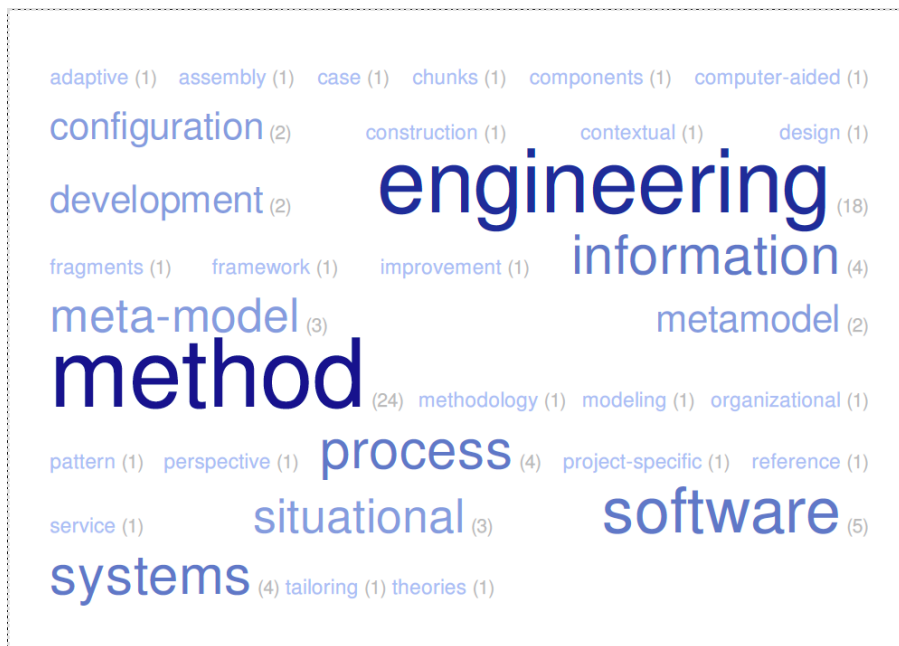 adaptive (1) assembly (1) case (1) chunks (1) components (1) computer-aided (1)
configuration (2) construction (1) contextual (1) design (1)
development (2) engineering (18)
fragments (1) framework (1) improvement (1) information (4)
meta-model (3) metamodel (2)
method (24) methodology (1) modeling (1) organizational (1)
pattern (1) perspective (1) process (4) project-specific (1) reference (1)
service (1) situational (3) software (5)
systems (4) tailoring (1) theories (1)